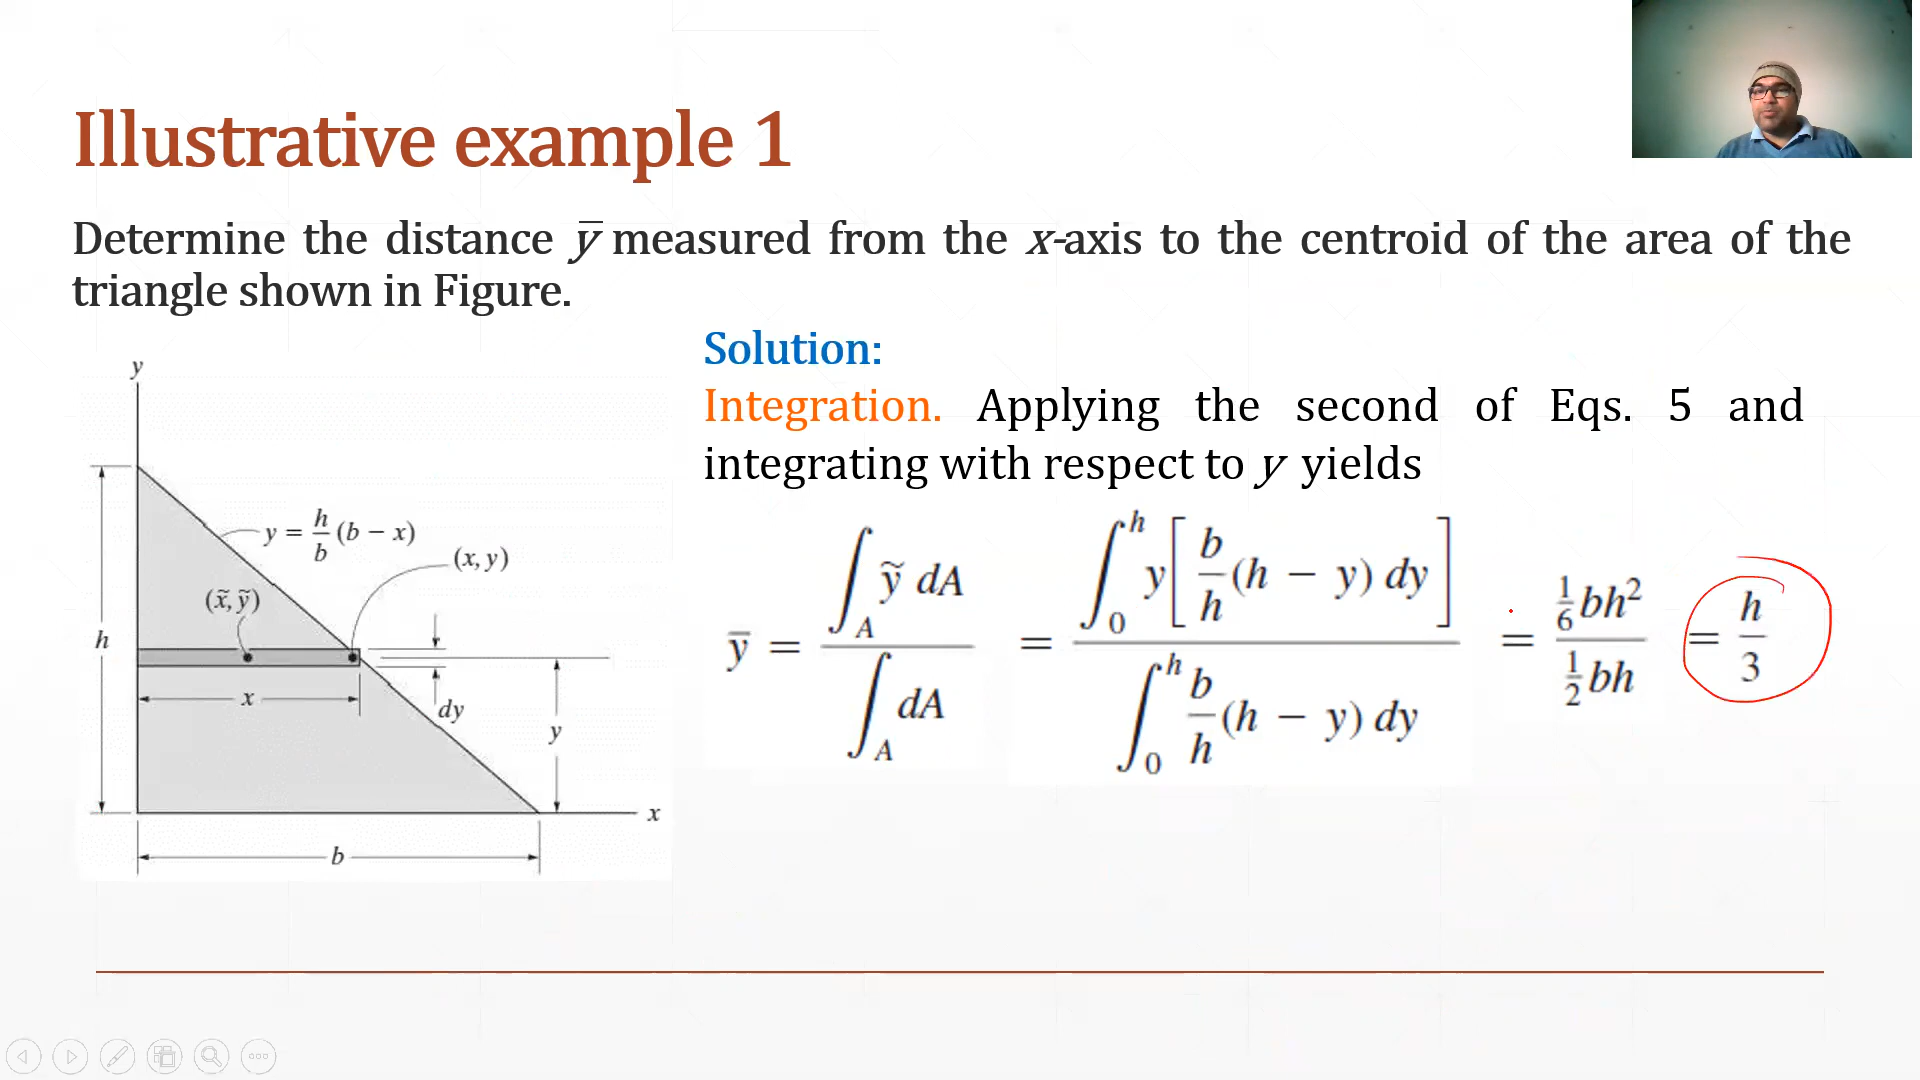 Illustrative example 1
Determine the distance ȳ measured from the x-axis to the centroid of the area of the
triangle shown in Figure.
Solution:
Integration. Applying the second of Eqs. 5 and
integrating with respect to y yields
y
h
y = h/b (b − x)
(x, y)
(x̃, ỹ)
x
dy
y
x
b
ȳ = ∫_A ỹ dA / ∫_A dA = ∫_0^h y[b/h (h − y) dy] / ∫_0^h b/h (h − y) dy = 1/6 bh² / 1/2 bh = h/3